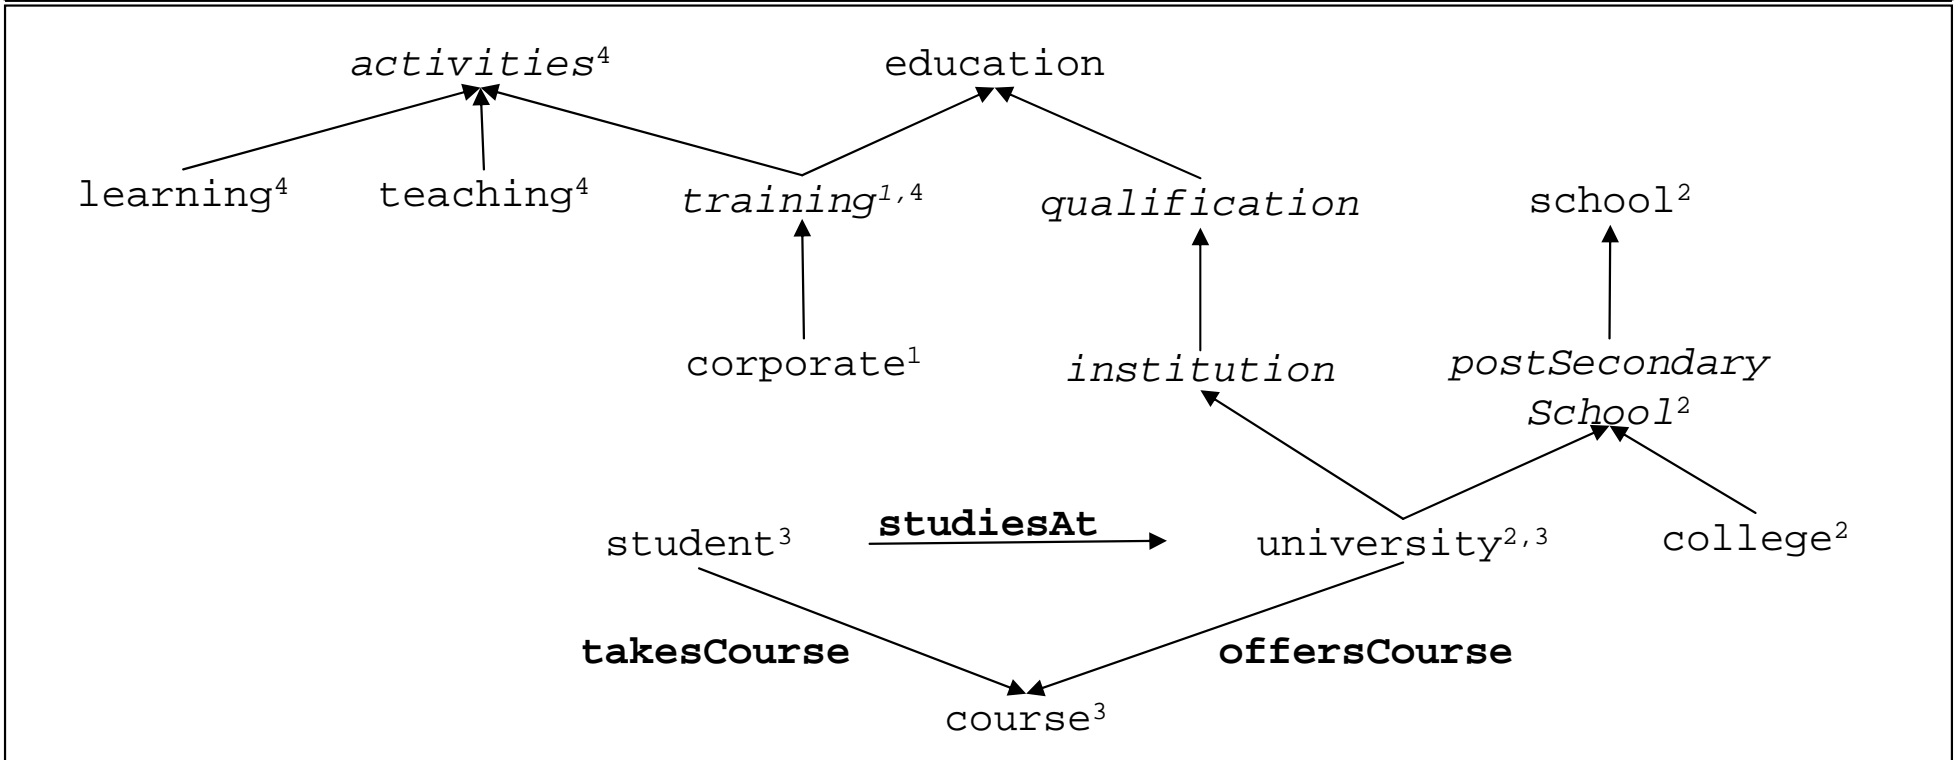 activities⁴ education
learning⁴ teaching⁴ training¹,⁴ qualification school²
corporate¹ institution postSecondary
School²
studiesAt
student³ university²,³ college²
takesCourse offersCourse
course³